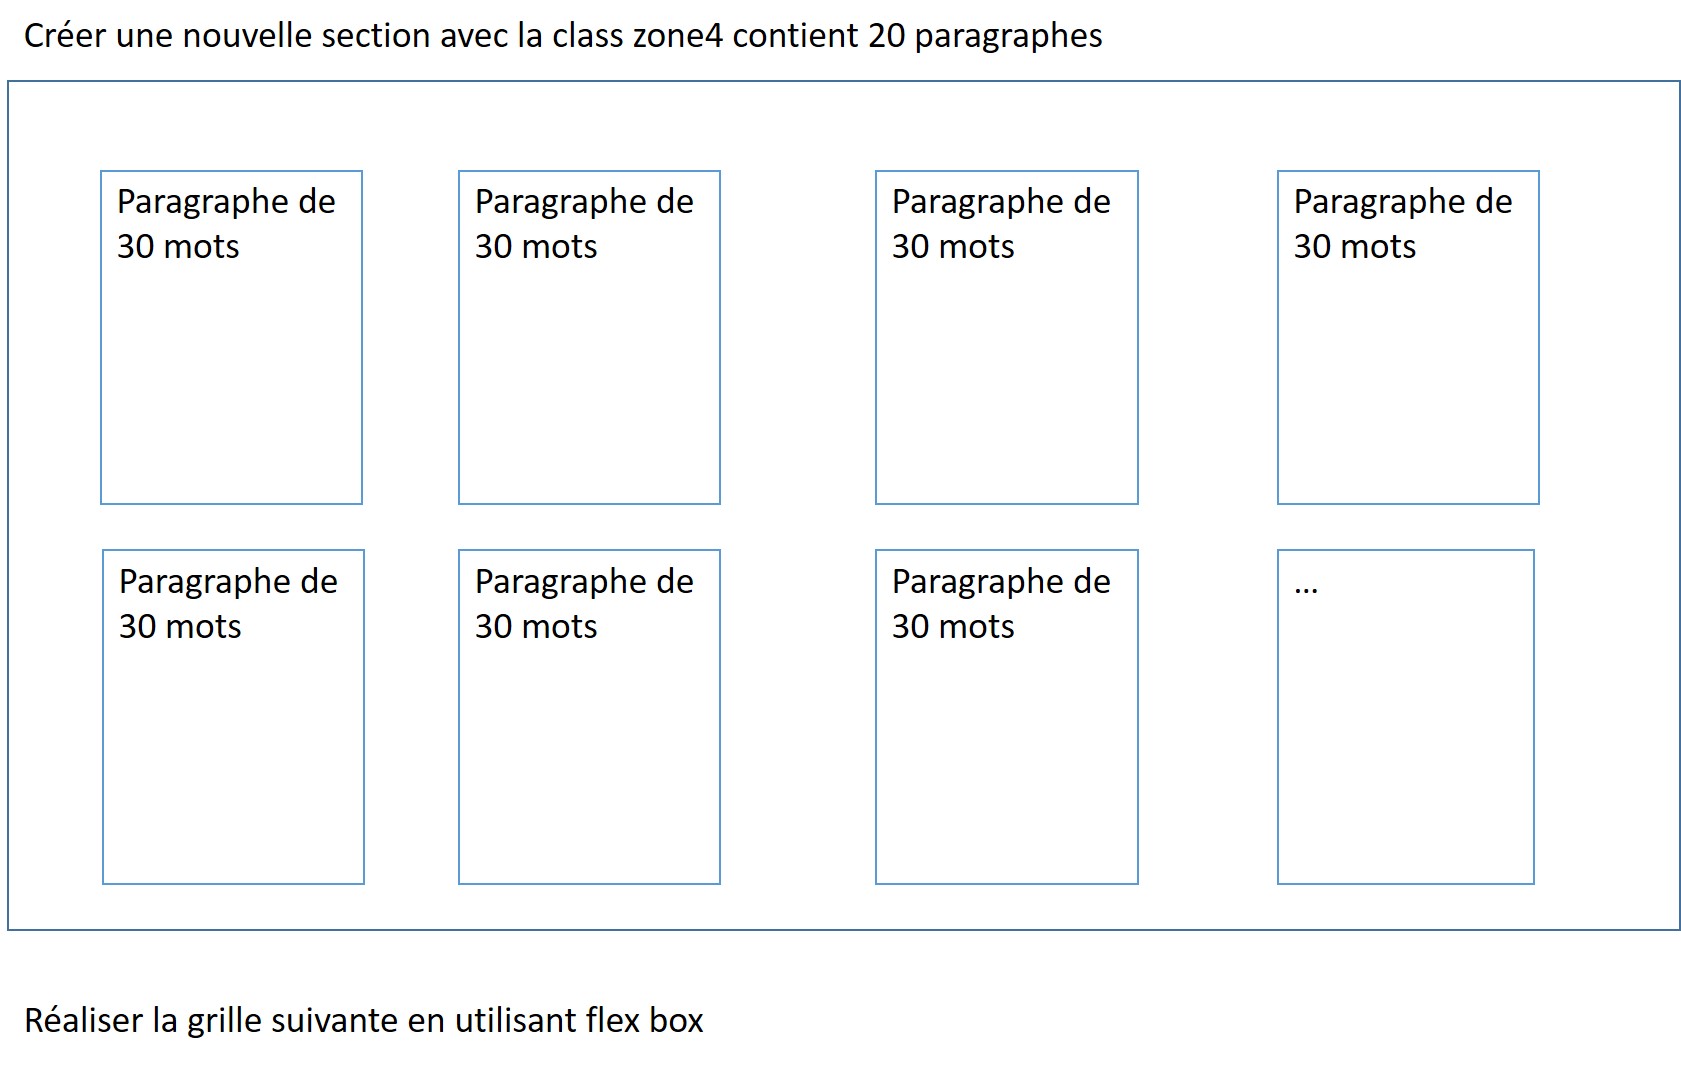 Créer une nouvelle section avec la class zone4 contient 20 paragraphes
Paragraphe de
30 mots
Paragraphe de
30 mots
Paragraphe de
30 mots
Paragraphe de
30 mots
Paragraphe de
30 mots
Paragraphe de
30 mots
Paragraphe de
30 mots
...
Réaliser la grille suivante en utilisant flex box